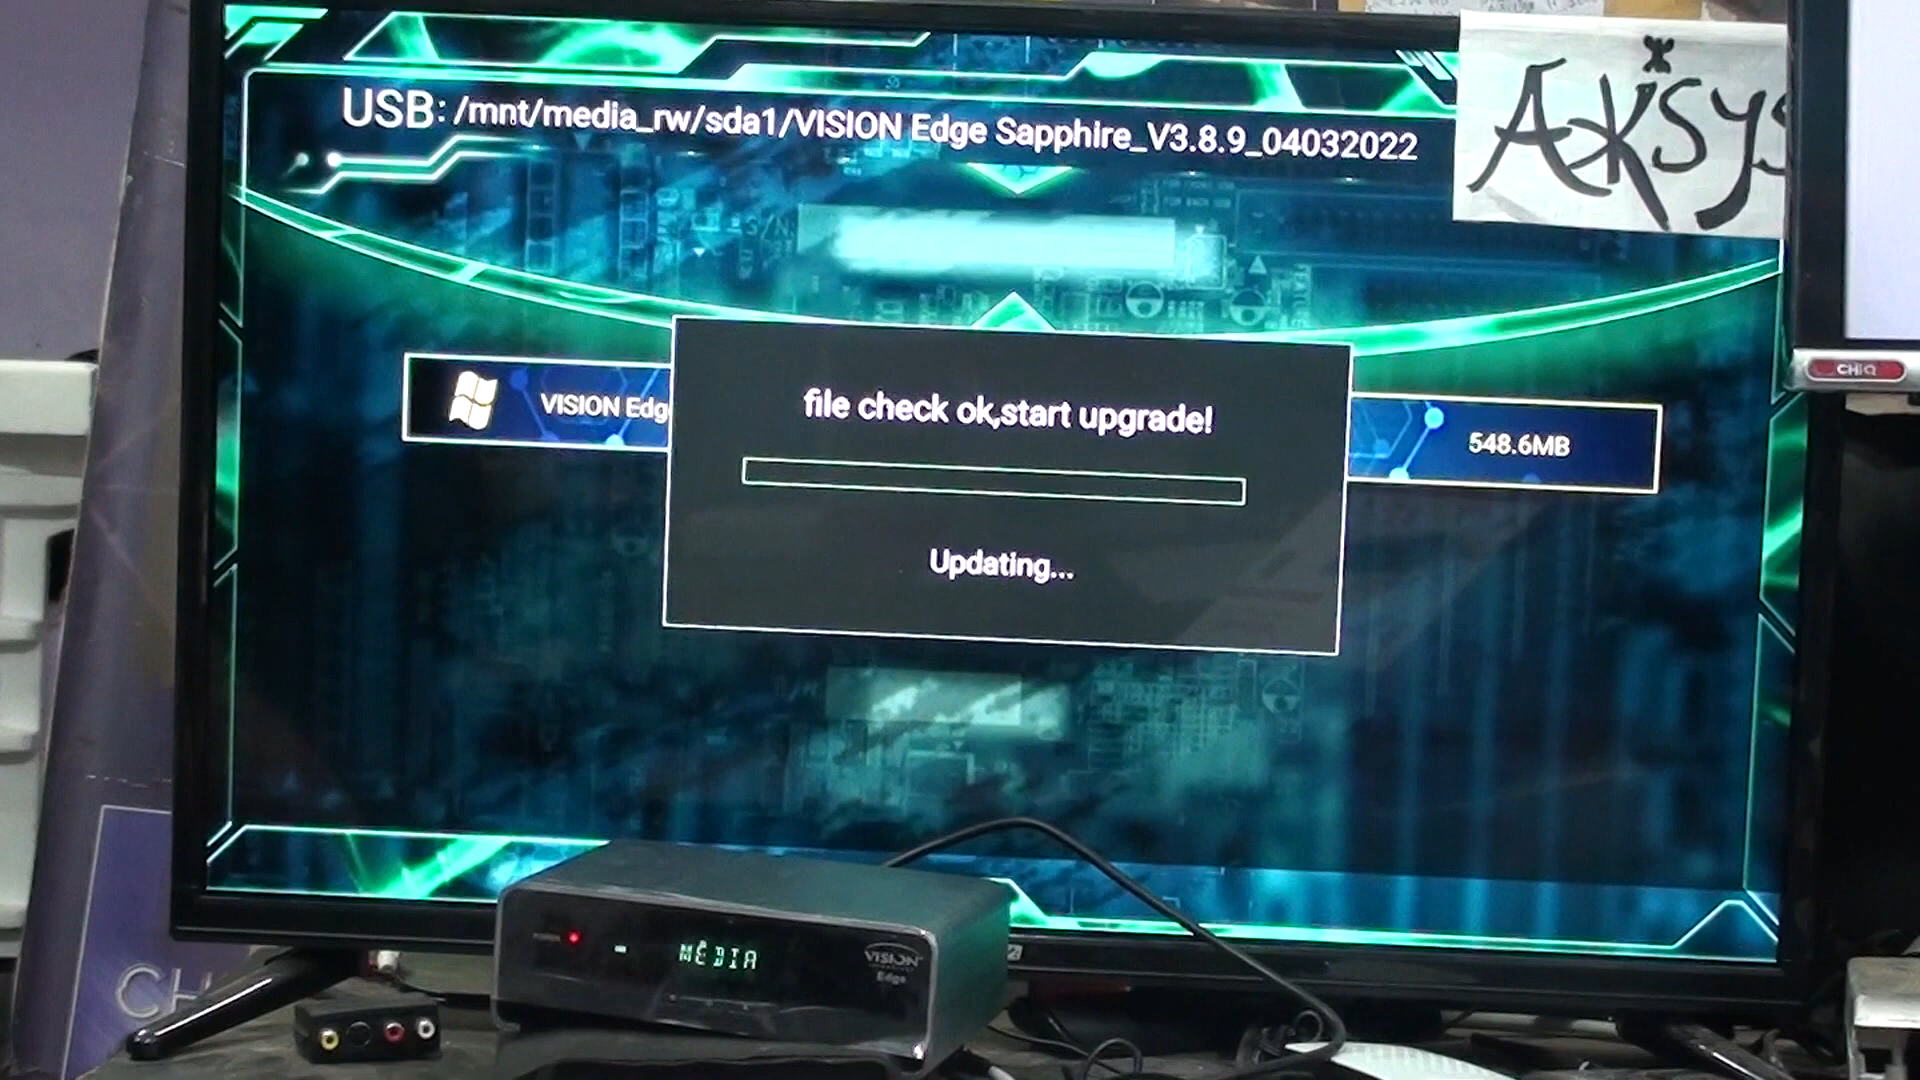 USB: /mnt/media_rw/sda1/VISION Edge Sapphire_V3.8.9_04032022
AKSYS
CHiQ
file check ok,start upgrade!
VISION Edg
548.6MB
Updating...
MEDIA
VISION
Edge
CH